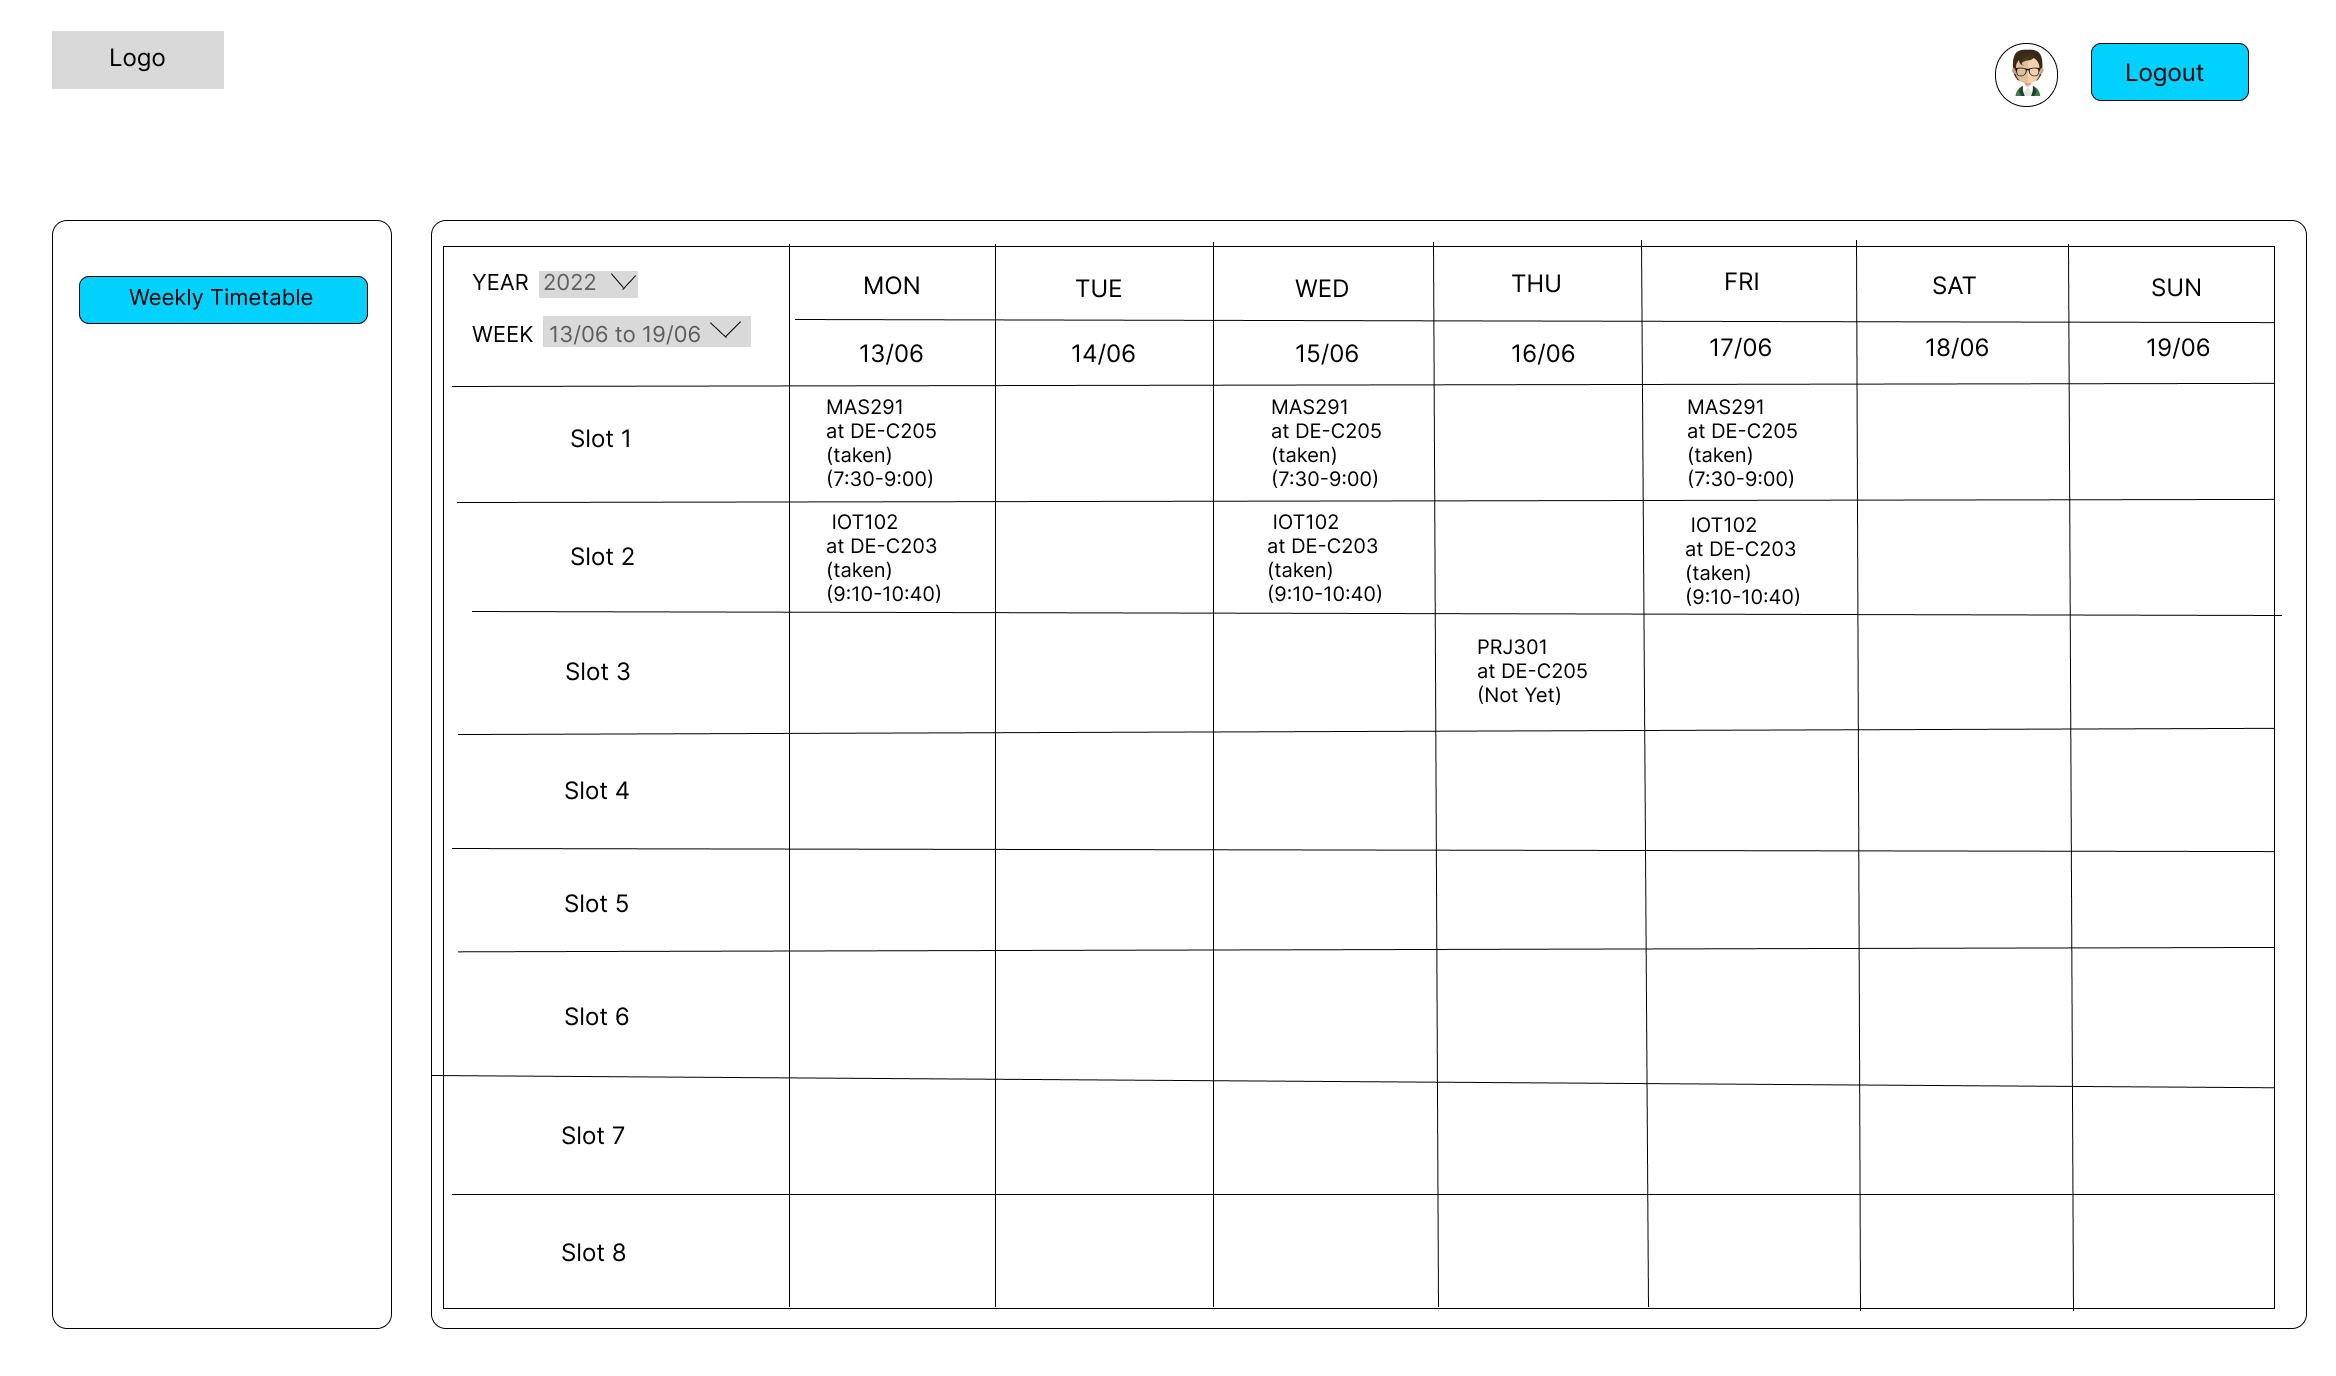 Logo
Logout
Weekly Timetable
YEAR 2022
WEEK 13/06 to 19/06
MON TUE WED THU FRI SAT SUN
13/06 14/06 15/06 16/06 17/06 18/06 19/06
Slot 1
MAS291
at DE-C205
(taken)
(7:30-9:00)
MAS291
at DE-C205
(taken)
(7:30-9:00)
MAS291
at DE-C205
(taken)
(7:30-9:00)
Slot 2
IOT102
at DE-C203
(taken)
(9:10-10:40)
IOT102
at DE-C203
(taken)
(9:10-10:40)
IOT102
at DE-C203
(taken)
(9:10-10:40)
Slot 3
PRJ301
at DE-C205
(Not Yet)
Slot 4
Slot 5
Slot 6
Slot 7
Slot 8